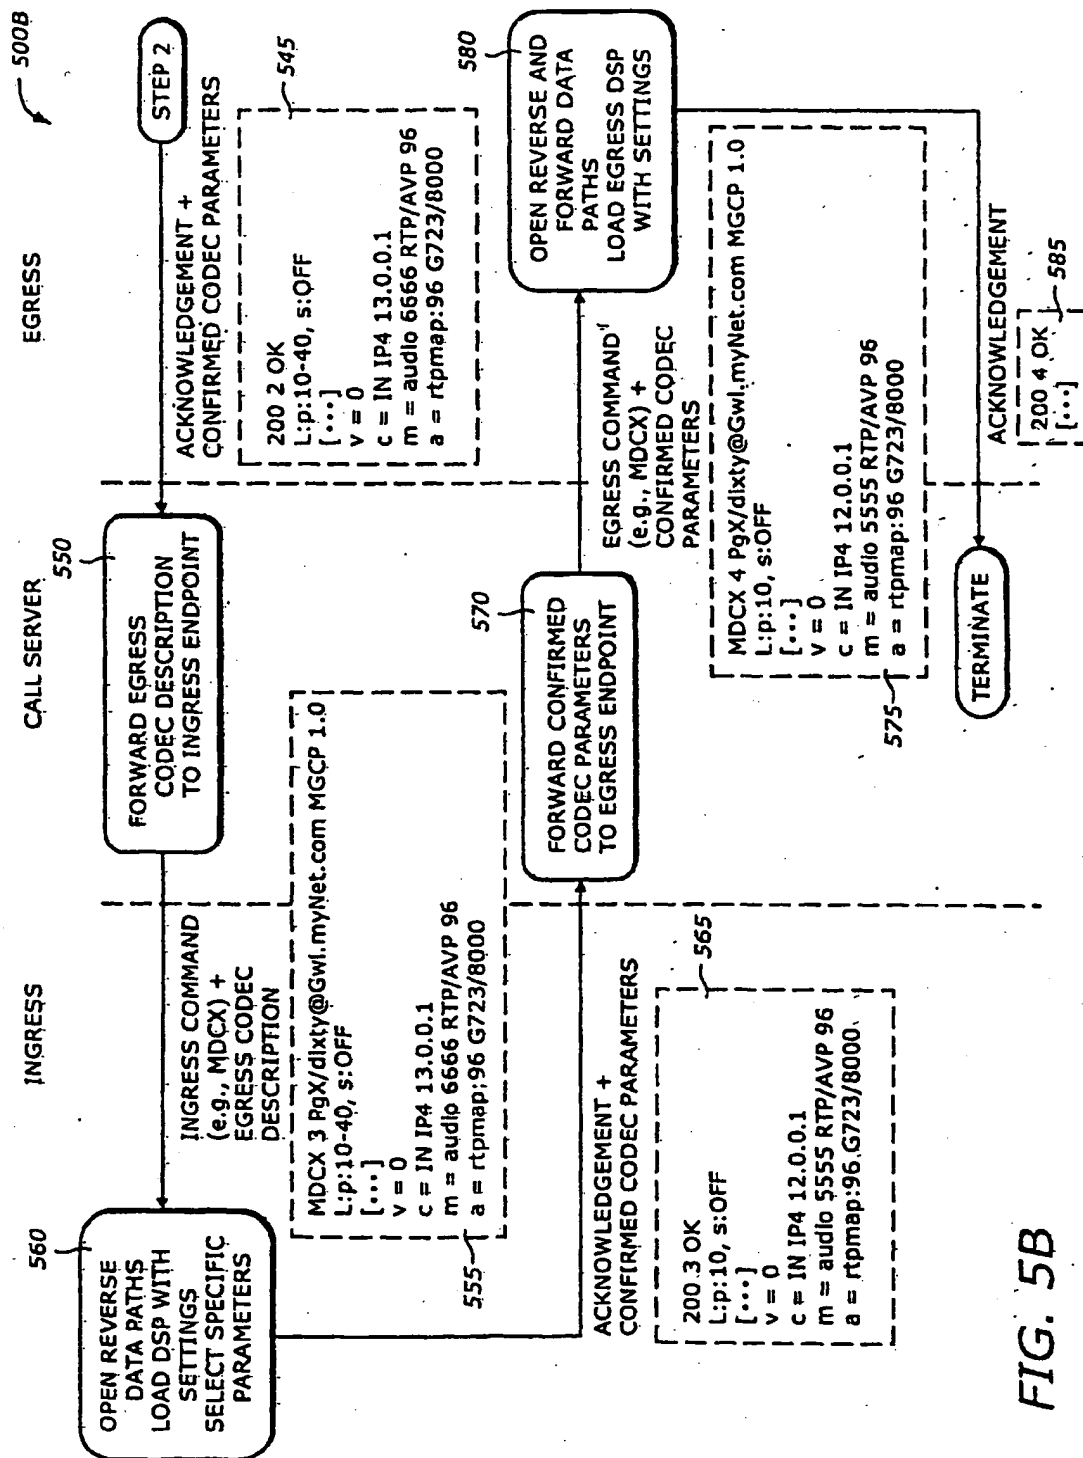 500B
INGRESS
CALL SERVER
EGRESS
STEP 2
ACKNOWLEDGEMENT +
CONFIRMED CODEC PARAMETERS
545
200 2 OK
L:p:10-40, s:OFF
[•••]
v = 0
c = IN IP4 13.0.0.1
m = audio 6666 RTP/AVP 96
a = rtpmap:96 G723/8000
550
FORWARD EGRESS
CODEC DESCRIPTION
TO INGRESS ENDPOINT
INGRESS COMMAND
(e.g., MDCX) +
EGRESS CODEC
DESCRIPTION
555
MDCX 3 PgX/dlxty@Gwl.myNet.com MGCP 1.0
L:p:10-40, s:OFF
[•••]
v = 0
c = IN IP4 13.0.0.1
m = audio 6666 RTP/AVP 96
a = rtpmap:96 G723/8000
560
OPEN REVERSE
DATA PATHS
LOAD DSP WITH
SETTINGS
SELECT SPECIFIC
PARAMETERS
ACKNOWLEDGEMENT +
CONFIRMED CODEC PARAMETERS
565
200 3 OK
L:p:10, s:OFF
[•••]
v = 0
c = IN IP4 12.0.0.1
m = audio 5555 RTP/AVP 96
a = rtpmap:96 G723/8000
570
FORWARD CONFIRMED
CODEC PARAMETERS
TO EGRESS ENDPOINT
EGRESS COMMAND
(e.g., MDCX) +
CONFIRMED CODEC
PARAMETERS
575
MDCX 4 PgX/dlxty@Gwl.myNet.com MGCP 1.0
L:p:10, s:OFF
[•••]
v = 0
c = IN IP4 12.0.0.1
m = audio 5555 RTP/AVP 96
a = rtpmap:96 G723/8000
580
OPEN REVERSE AND
FORWARD DATA
PATHS
LOAD EGRESS DSP
WITH SETTINGS
ACKNOWLEDGEMENT
585
200 4 OK
[•••]
TERMINATE
FIG. 5B